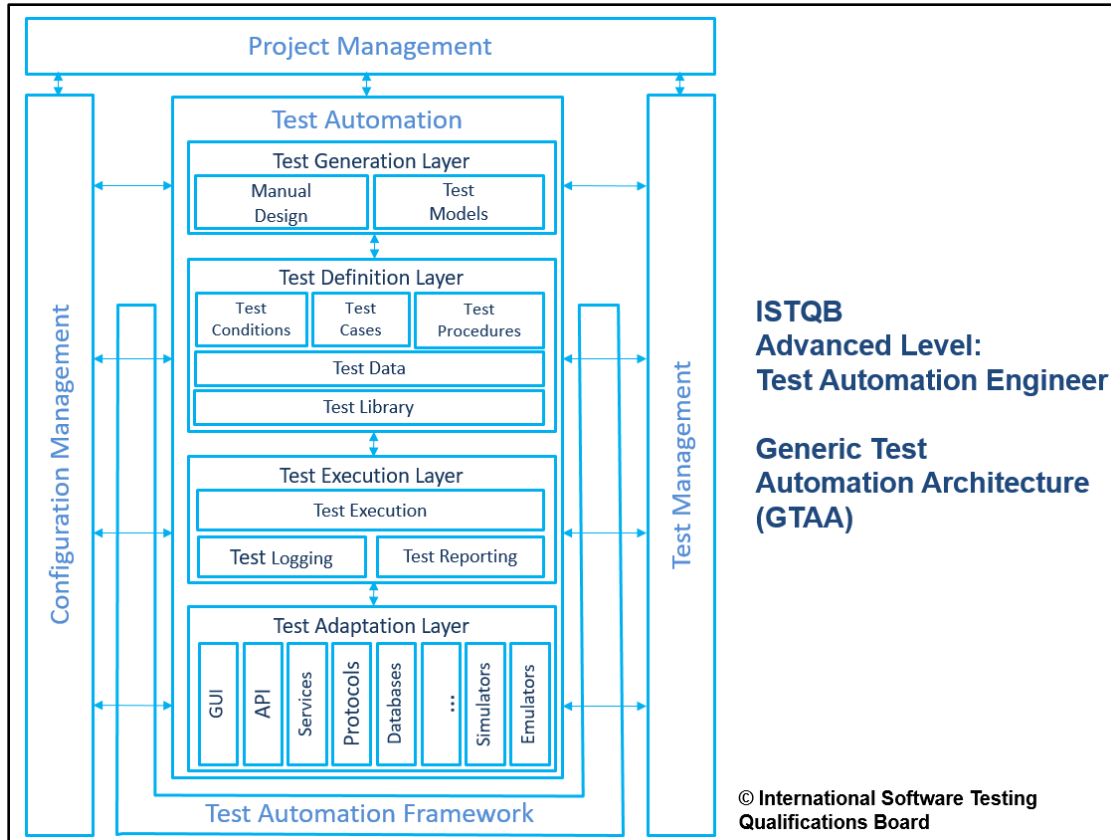 Project Management
Configuration Management
Test Automation
Test Generation Layer
Manual
Design
Test
Models
Test Definition Layer
Test
Conditions
Test
Cases
Test
Procedures
Test Data
Test Library
Test Execution Layer
Test Execution
Test Logging
Test Reporting
Test Adaptation Layer
GUI
API
Services
Protocols
Databases
...
Simulators
Emulators
Test Automation Framework
Test Management
ISTQB
Advanced Level:
Test Automation Engineer
Generic Test
Automation Architecture
(GTAA)
© International Software Testing
Qualifications Board